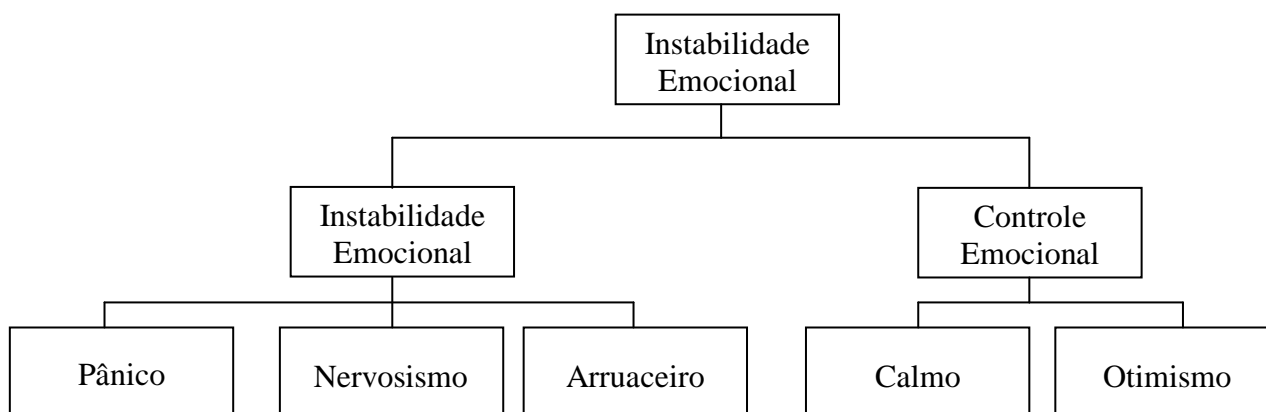 Instabilidade
Emocional
Instabilidade
Emocional
Controle
Emocional
Pânico
Nervosismo
Arruaceiro
Calmo
Otimismo